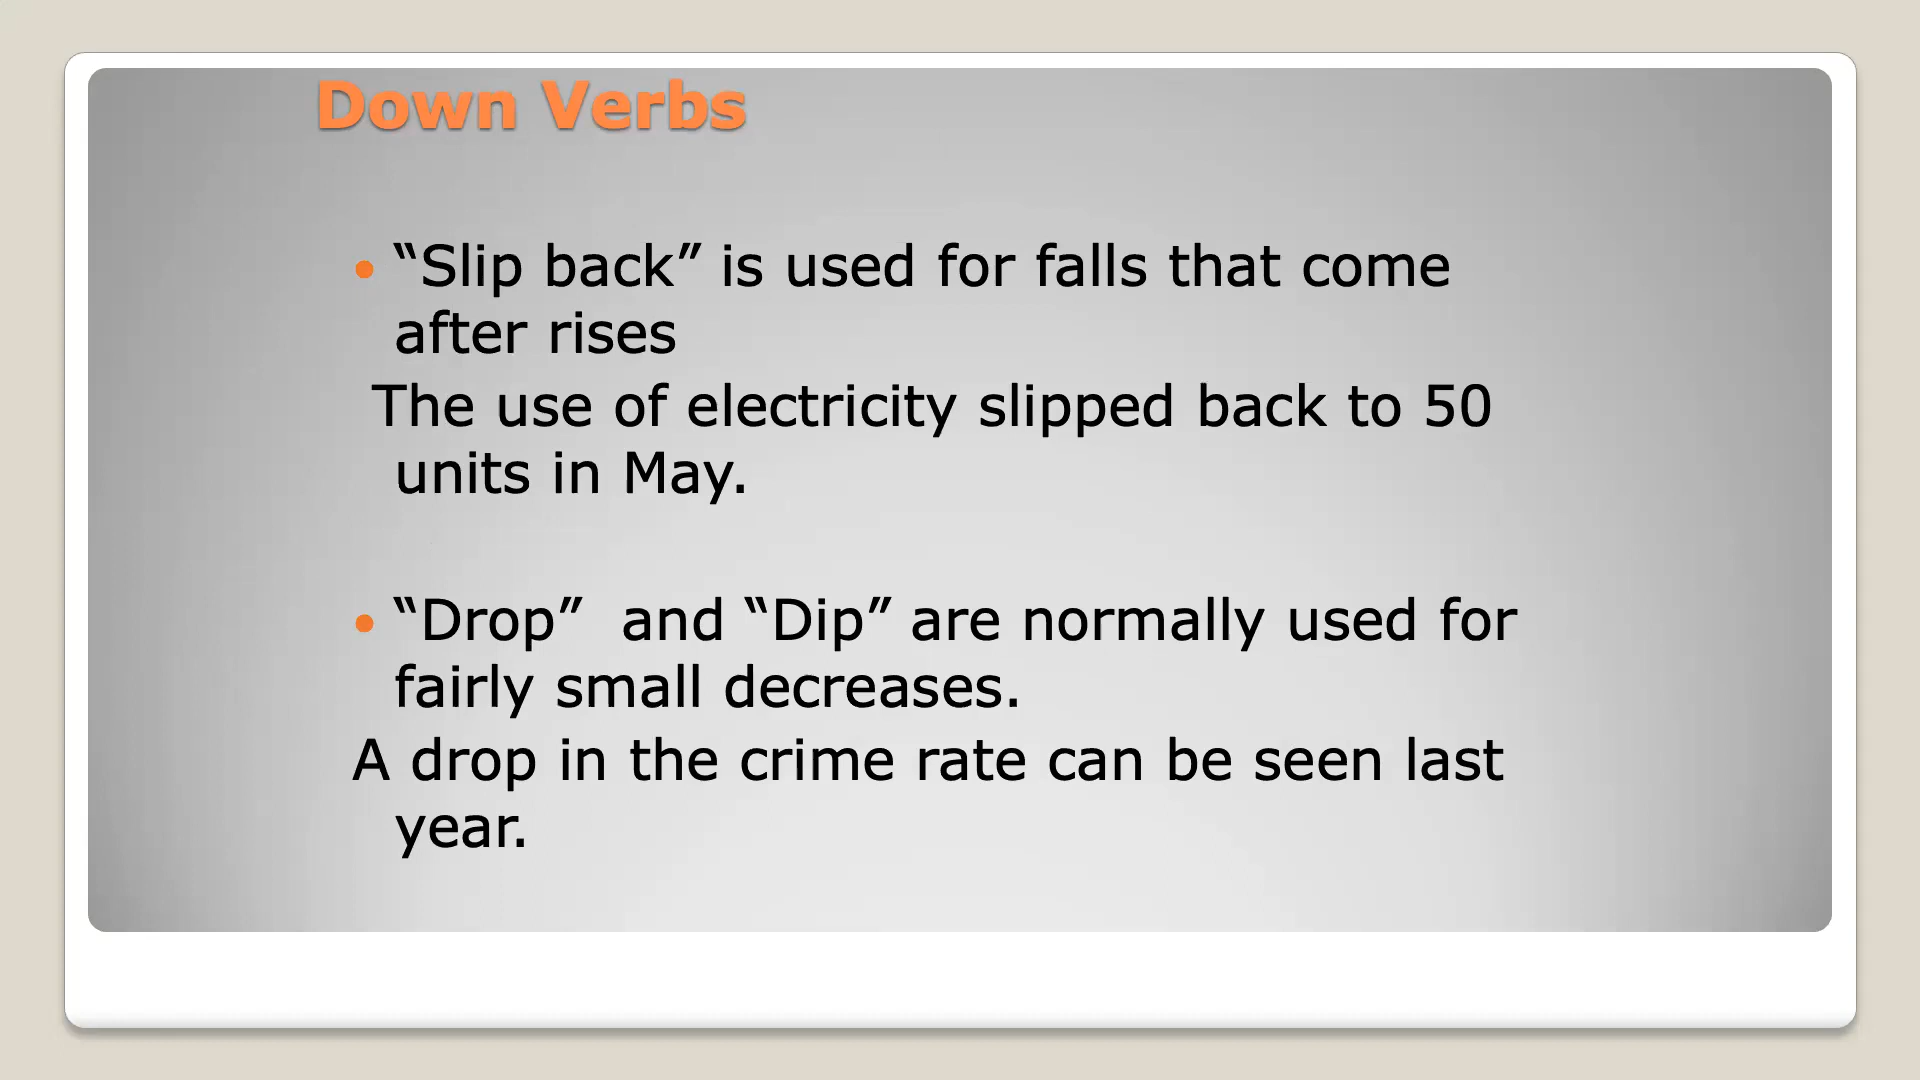 Down Verbs
“Slip back” is used for falls that come
after rises
The use of electricity slipped back to 50
units in May.
“Drop”  and “Dip” are normally used for
fairly small decreases.
A drop in the crime rate can be seen last
year.